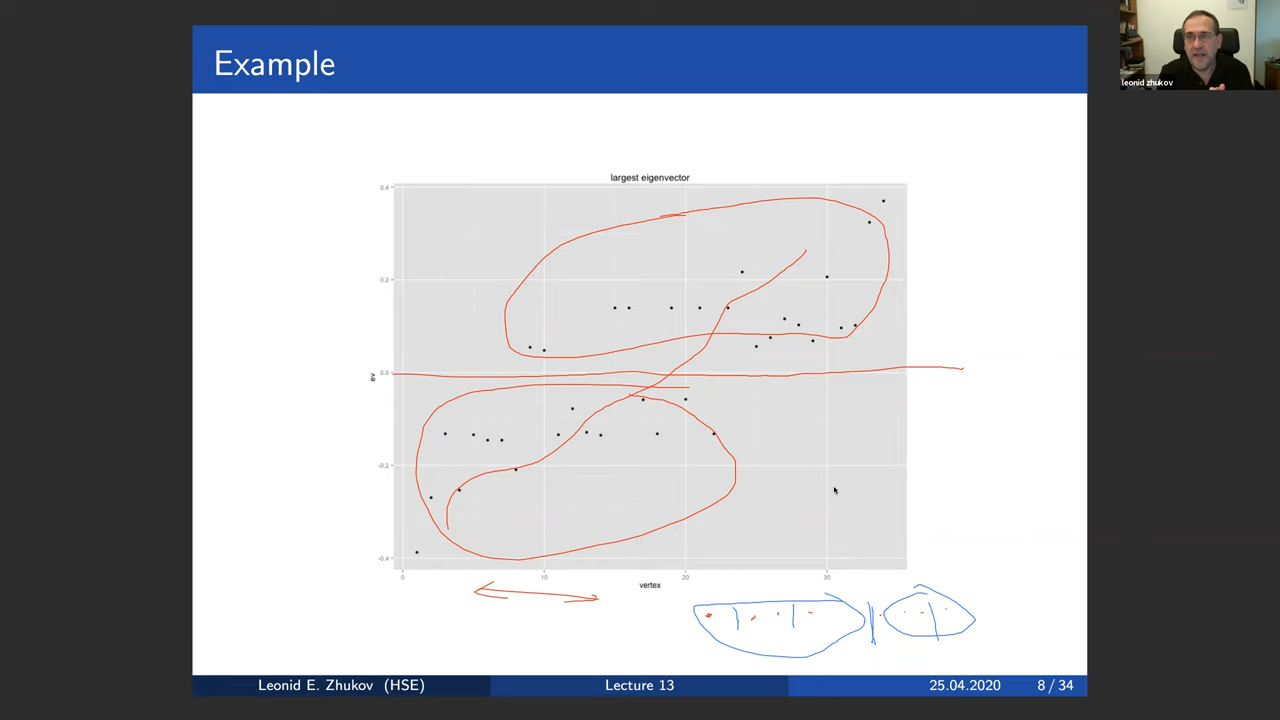 Example
leonid zhukov
largest eigenvector
0.4
0.2
0.0
-0.2
-0.4
ev
0 10 20 30
vertex
Leonid E. Zhukov (HSE) Lecture 13 25.04.2020 8 / 34